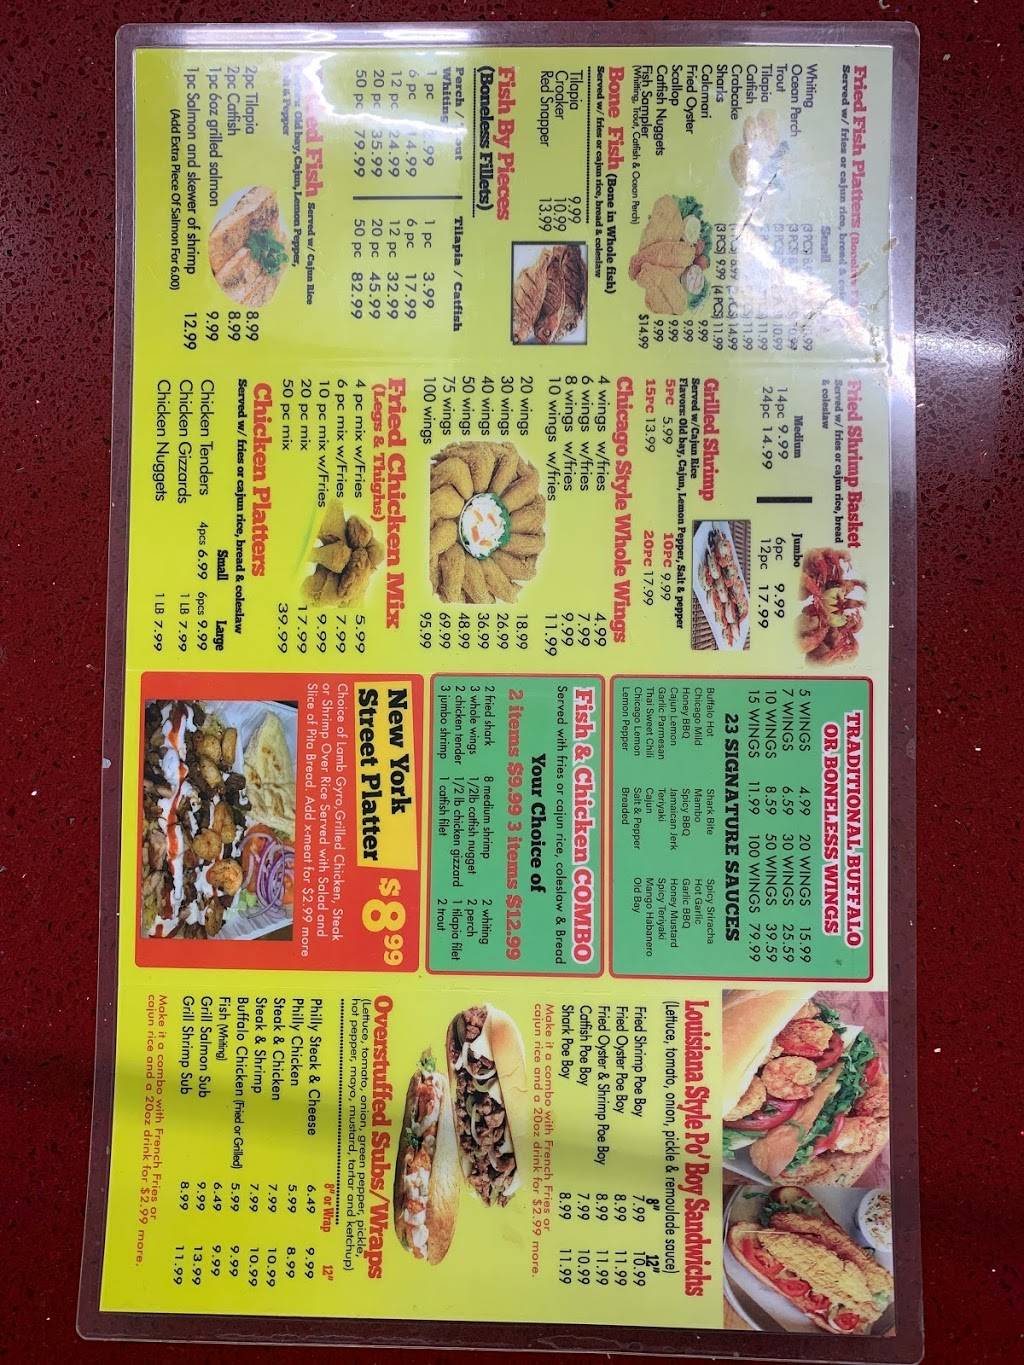 Fried Fish Platters
Served w/ fries or cajun rice, bread &
Small
Whiting
Ocean Perch
Trout 10.99
Tilapia 11.99
Catfish 11.99
Crabcake 14.99
Shark (3 PCS) 9.99 (4 PCS) 11.99
Calamari 9.99
Fried Oyster 9.99
Scallop 9.99
Catfish Nuggets 9.99
Fish Sampler $14.99
(Whiting, Trout, Catfish & Ocean Perch)
Bone Fish (Bone in Whole fish)
Served w/ fries or cajun rice, bread & coleslaw
Tilapia 9.99
Croaker 10.99
Red Snapper 13.99
Fish By Pieces
(Boneless Fillets)
Perch / Trout
Whiting
1 pc
6 pc 14.99
12 pc 24.99
20 pc 35.99
50 pc 79.99
Tilapia / Catfish
1 pc 3.99
6 pc 17.99
12 pc 32.99
20 pc 45.99
50 pc 82.99
Fish Served w/ Cajun Rice
Old bay, Cajun, Lemon Pepper,
& Pepper
2pc Tilapia 8.99
2pc Catfish 8.99
1pc 6oz grilled salmon 9.99
1pc Salmon and skewer of shrimp 12.99
(Add Extra Piece Of Salmon For 6.00)
Fried Shrimp Basket
Served w/ fries or cajun rice, bread
& coleslaw
Medium
14pc 9.99
24pc 14.99
Jumbo
6pc 9.99
12pc 17.99
Grilled Shrimp
Served w/Cajun Rice
Flavors: Old bay, Cajun, Lemon Pepper, Salt & pepper
5PC 5.99 10PC 9.99
15PC 13.99 20PC 17.99
Chicago Style Whole Wings
4 wings w/fries 4.99
6 wings w/fries 7.99
8 wings w/fries 9.99
10 wings w/fries 11.99
20 wings 18.99
30 wings 26.99
40 wings 36.99
50 wings 48.99
75 wings 69.99
100 wings 95.99
Fried Chicken Mix
(Legs & Thighs)
4 pc mix w/Fries 5.99
6 pc mix w/Fries 7.99
10 pc mix w/Fries 9.99
20 pc mix 17.99
50 pc mix 39.99
Chicken Platters
Served w/ fries or cajun rice, bread & coleslaw
Small Large
Chicken Tenders 4pcs 6.99 6pcs 9.99
Chicken Gizzards 1 LB 7.99
Chicken Nuggets 1 LB 7.99
TRADITIONAL BUFFALO
OR BONELESS WINGS
5 WINGS 4.99 20 WINGS 15.99
7 WINGS 6.59 30 WINGS 25.59
10 WINGS 8.59 50 WINGS 39.59
15 WINGS 11.99 100 WINGS 79.99
23 SIGNATURE SAUCES
Buffalo Hot Shark Bite Spicy Sriracha
Chicago Mild Mambo Hot Garlic
Honey BBQ Spicy BBQ Garlic BBQ
Cajun Lemon Jamaican Jerk Honey Mustard
Garlic Parmesan Teriyaki Spicy Teriyaki
Thai Sweet Chili Cajun Mango Habanero
Chicago Lemon Salt & Pepper Old Bay
Lemon Pepper Breaded
Fish & Chicken COMBO
Served with fries or cajun rice, coleslaw & Bread
Your Choice of
2 items $9.99 3 items $12.99
2 fried shark 8 medium shrimp 2 whiting
3 whole wings 1/2lb catfish nugget 2 perch
2 chicken tender 1/2 lb chicken gizzard 1 tilapia filet
3 jumbo shrimp 1 catfish filet 2 trout
New York
Street Platter
$8.99
Choice of Lamb Gyro, Grilled Chicken, Steak
or Shrimp Over Rice Served with Salad and
Slice of Pita Bread. Add x-meat for $2.99 more
Louisiana Style Po' Boy Sandwichs
(Lettuce, tomato, onion, pickle & remoulade sauce)
8" 12"
Fried Shrimp Poe Boy 7.99 10.99
Fried Oyster Poe Boy 8.99 11.99
Fried Oyster & Shrimp Poe Boy 8.99 11.99
Catfish Poe Boy 7.99 10.99
Shark Poe Boy 8.99 11.99
Make it a combo with French Fries or
cajun rice and a 20oz drink for $2.99 more.
Overstuffed Subs/Wraps
(Lettuce, tomato, onion, green pepper, pickle,
hot pepper, mayo, mustard, tartar and ketchup)
8" or Wrap 12"
Philly Steak & Cheese 6.49 9.99
Philly Chicken 5.99 8.99
Steak & Chicken 7.99 10.99
Steak & Shrimp 7.99 10.99
Buffalo Chicken (Fried or Grilled) 5.99 9.99
Fish (Whiting) 6.49 9.99
Grill Salmon Sub 9.99 13.99
Grill Shrimp Sub 8.99 11.99
Make it a combo with French Fries or
cajun rice and a 20oz drink for $2.99 more.